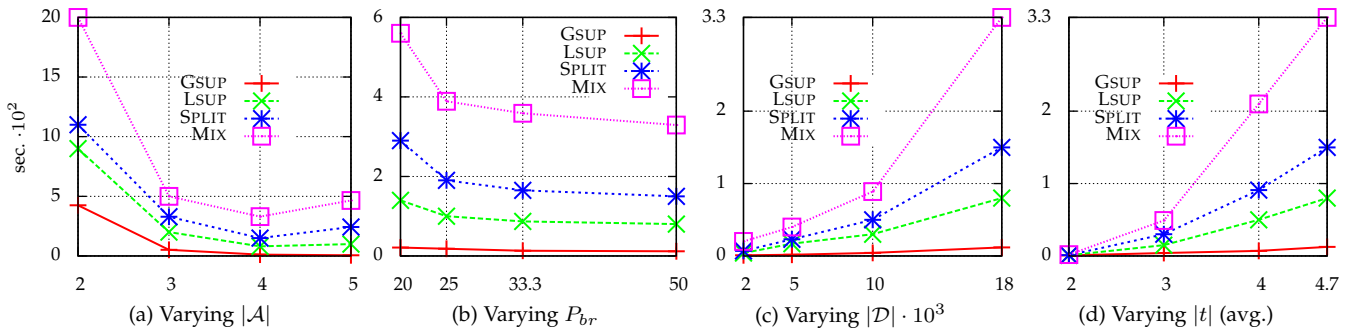 sec. ·10²
20
15
10
5
0
GSUP
LSUP
SPLIT
MIX
2 3 4 5
(a) Varying |𝒜|
6
4
2
0
GSUP
LSUP
SPLIT
MIX
20 25 33.3 50
(b) Varying P_br
3.3
2
1
0
GSUP
LSUP
SPLIT
MIX
2 5 10 18
(c) Varying |𝒟| · 10³
3.3
2
1
0
GSUP
LSUP
SPLIT
MIX
2 3 4 4.7
(d) Varying |t| (avg.)